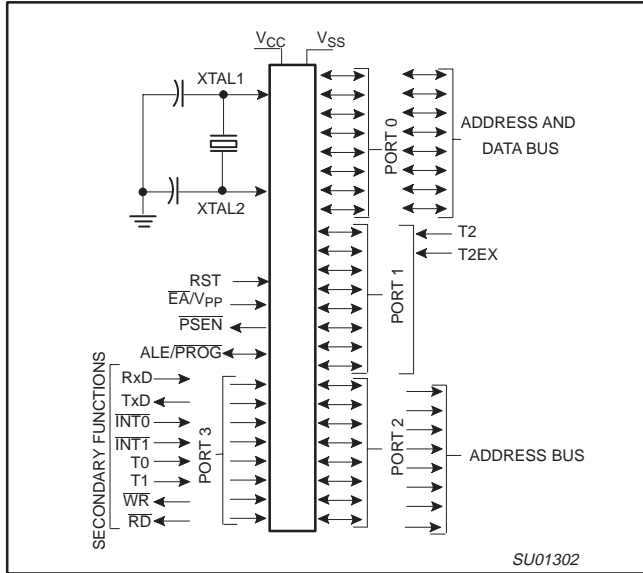 VCC VSS
XTAL1
XTAL2
PORT 0
ADDRESS AND
DATA BUS
T2
T2EX
PORT 1
RST
EA/VPP
PSEN
ALE/PROG
SECONDARY FUNCTIONS
RxD
TxD
INT0
INT1
T0
T1
WR
RD
PORT 3
PORT 2
ADDRESS BUS
SU01302